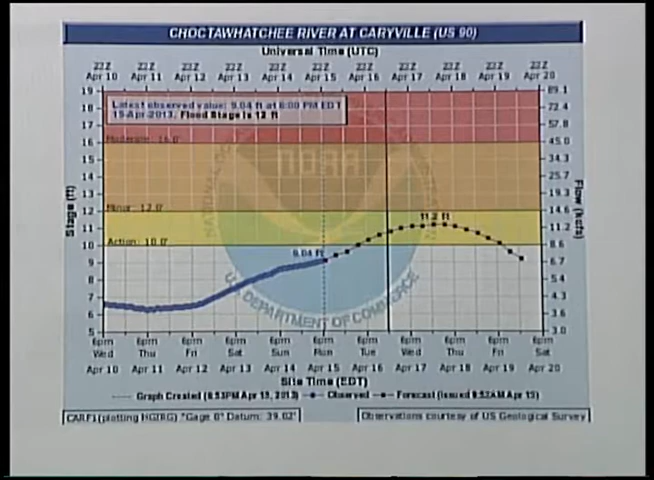 CHOCTAWHATCHEE RIVER AT CARYVILLE (US 90)
Universal Time (UTC)
22Z 22Z 22Z 22Z 22Z 22Z 22Z 22Z 22Z 22Z 22Z
Apr 10 Apr 11 Apr 12 Apr 13 Apr 14 Apr 15 Apr 16 Apr 17 Apr 18 Apr 19 Apr 20
Latest observed value: 9.04 ft at 6:00 PM EDT
15-Apr-2013. Flood Stage is 12 ft
Moderate: 16.0'
Minor: 12.0'
Action: 10.0'
9.04 ft
11.2 ft
Stage (ft)
19
18
17
16
15
14
13
12
11
10
9
8
7
6
5
Flow (kcfs)
89.1
72.4
57.8
45.0
34.3
25.7
19.3
14.6
11.2
8.6
6.7
5.4
4.3
3.6
3.0
NOAA
U.S. DEPARTMENT OF COMMERCE
6pm 6pm 6pm 6pm 6pm 6pm 6pm 6pm 6pm 6pm 6pm
Wed Thu Fri Sat Sun Mon Tue Wed Thu Fri Sat
Apr 10 Apr 11 Apr 12 Apr 13 Apr 14 Apr 15 Apr 16 Apr 17 Apr 18 Apr 19 Apr 20
Site Time (EDT)
Graph Created (6:53PM Apr 15, 2013) Observed Forecast (issued 9:52AM Apr 15)
CARF1(plotting HGIRG) "Gage 0" Datum: 39.02'
Observations courtesy of US Geological Survey